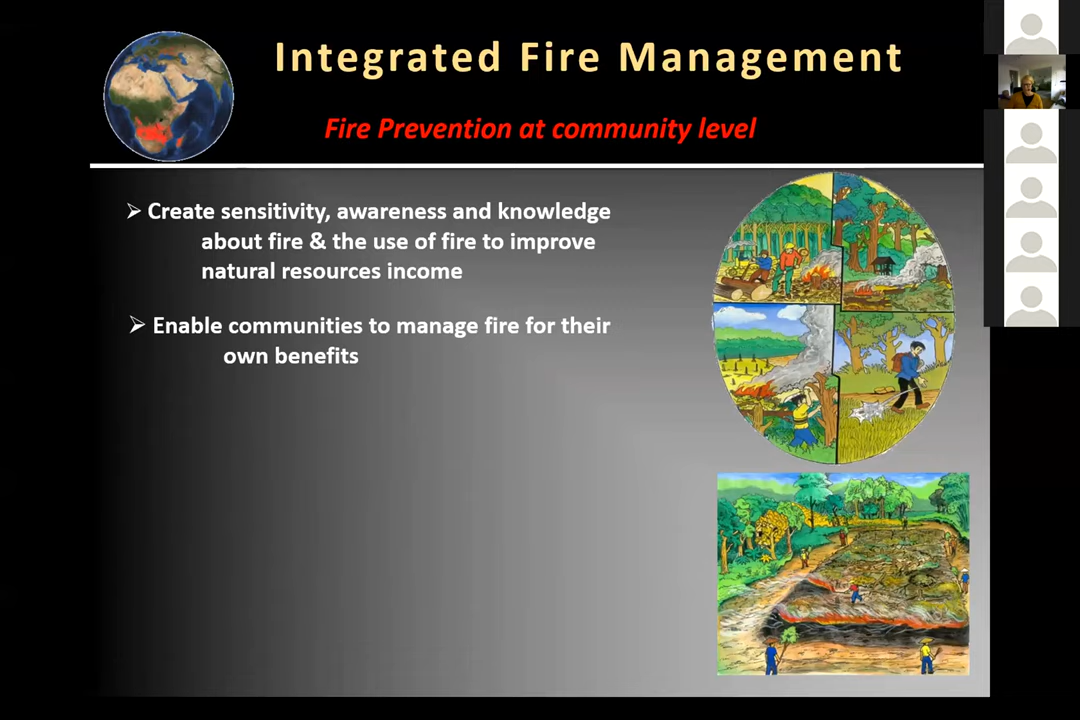 Integrated Fire Management
Fire Prevention at community level
➢ Create sensitivity, awareness and knowledge
about fire & the use of fire to improve
natural resources income
➢ Enable communities to manage fire for their
own benefits